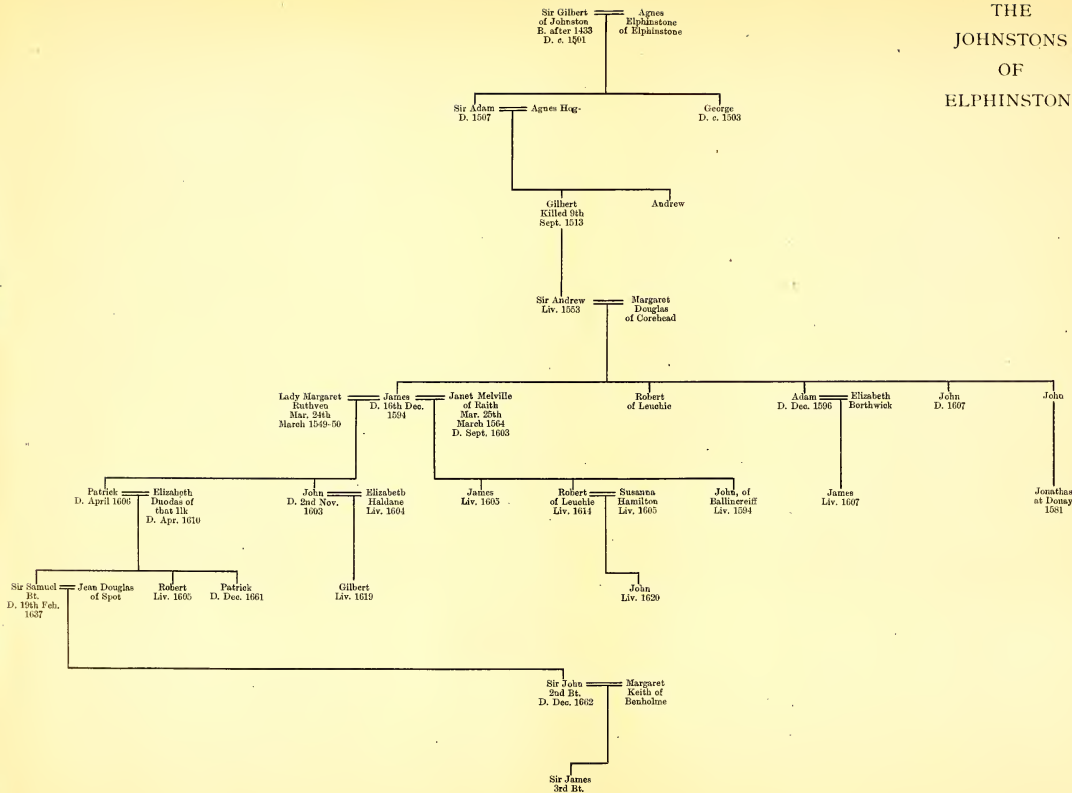 THE
JOHNSTONS
OF
ELPHINSTON
Sir Gilbert
of Johnston
B. after 1433
D. c. 1501
Agnes
Elphinstone
of Elphinstone
Sir Adam
D. 1507
Agnes Hog-
George
D. c. 1503
Gilbert
Killed 9th
Sept. 1513
Andrew
Sir Andrew
Liv. 1553
Margaret
Douglas
of Corehead
Lady Margaret
Ruthven
Mar. 24th
March 1549-50
James
D. 16th Dec.
1594
Janet Melville
of Raith
Mar. 25th
March 1564
D. Sept. 1603
Robert
of Leuchie
Adam
D. Dec. 1596
Elizabeth
Borthwick
John
D. 1607
John
Patrick
D. April 1606
Elizabeth
Dundas of
that Ilk
D. Apr. 1610
John
D. 2nd Nov.
1603
Elizabeth
Haldane
Liv. 1604
James
Liv. 1605
Robert
of Leuchie
Liv. 1614
Susanna
Hamilton
Liv. 1605
John, of
Ballincreiff
Liv. 1594
James
Liv. 1607
Jonathas
at Douay
1581
Sir Samuel
Bt.
D. 19th Feb.
1637
Jean Douglas
of Spot
Robert
Liv. 1605
Patrick
D. Dec. 1661
Gilbert
Liv. 1619
John
Liv. 1620
Sir John
2nd Bt.
D. Dec. 1662
Margaret
Keith of
Benholme
Sir James
3rd Bt.